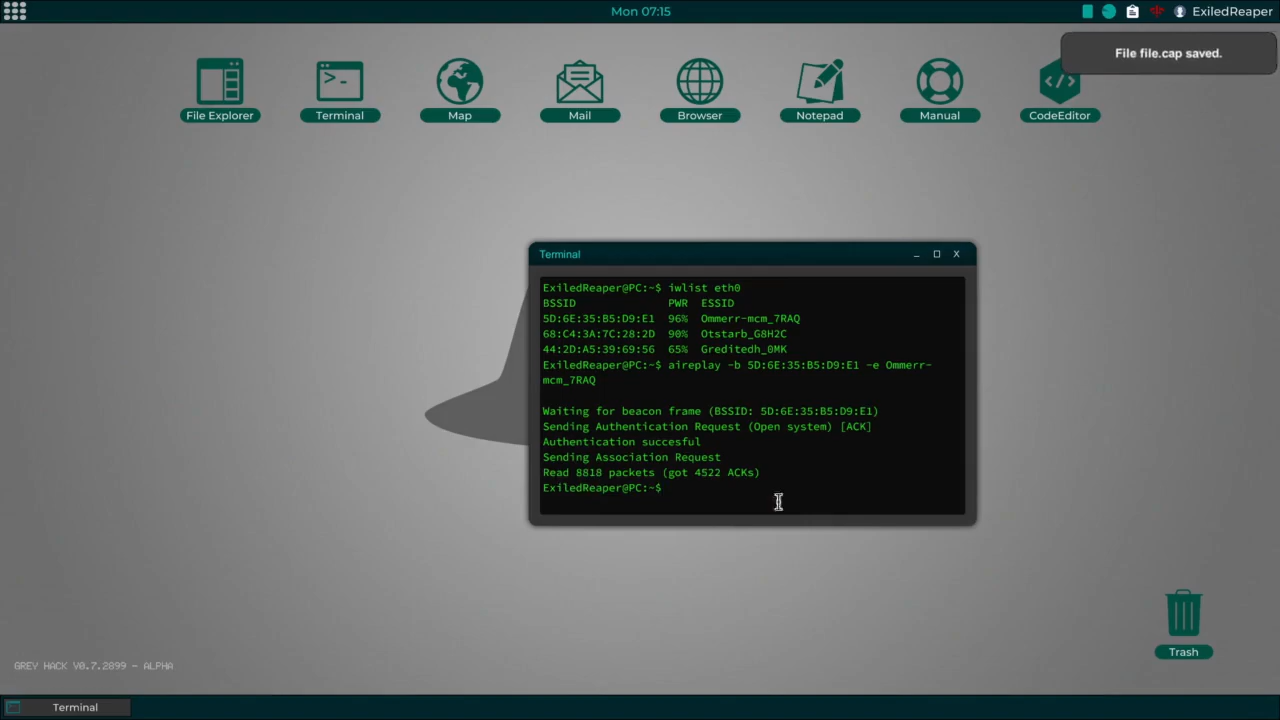 Mon 07:15
ExiledReaper
File file.cap saved.
File Explorer
Terminal
Map
Mail
Browser
Notepad
Manual
CodeEditor
Terminal
ExiledReaper@PC:~$ iwlist eth0
BSSID PWR ESSID
5D:6E:35:B5:D9:E1 96% Ommerr-mcm_7RAQ
68:C4:3A:7C:28:2D 90% Otstarb_G8H2C
44:2D:A5:39:69:56 65% Greditedh_0MK
ExiledReaper@PC:~$ aireplay -b 5D:6E:35:B5:D9:E1 -e Ommerr-
mcm_7RAQ
Waiting for beacon frame (BSSID: 5D:6E:35:B5:D9:E1)
Sending Authentication Request (Open system) [ACK]
Authentication succesful
Sending Association Request
Read 8818 packets (got 4522 ACKs)
ExiledReaper@PC:~$
Trash
GREY HACK V0.7.2899 - ALPHA
Terminal